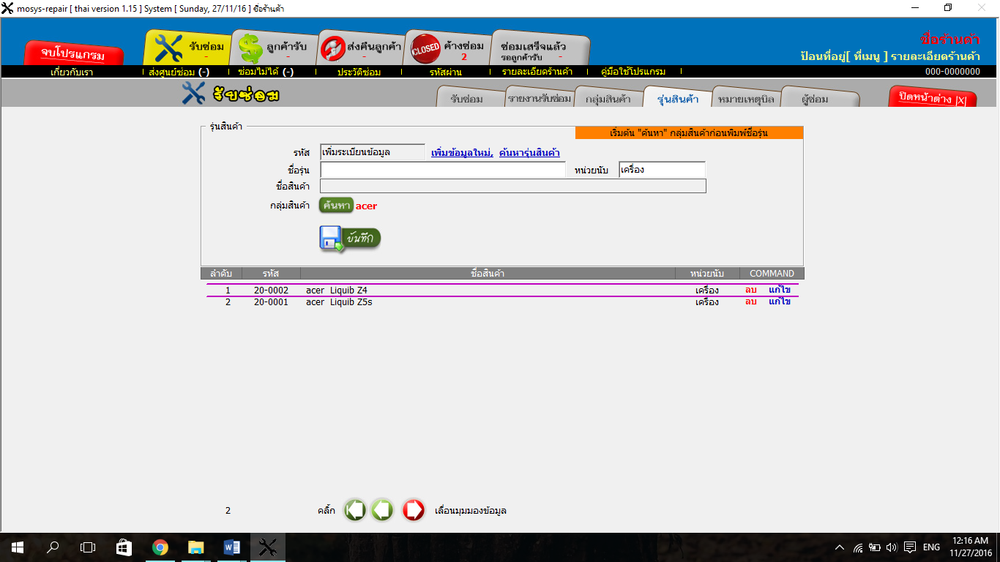 mosys-repair [ thai version 1.15 ] System [ Sunday, 27/11/16 ] ชื่อร้านค้า
จบโปรแกรม
รับซ่อม
-
ลูกค้ารับ
-
ส่งคืนลูกค้า
-
CLOSED
ค้างซ่อม
2
ซ่อมเสร็จแล้ว
รอลูกค้ารับ -
ชื่อร้านค้า
ป้อนที่อยู่[ ที่เมนู ] รายละเอียดร้านค้า
เกี่ยวกับเรา
ส่งศูนย์ซ่อม (-)
ซ่อมไม่ได้ (-)
ประวัติซ่อม
รหัสผ่าน
รายละเอียดร้านค้า
คู่มือใช้โปรแกรม
000-0000000
รับซ่อม
รับซ่อม
รายงานรับซ่อม
กลุ่มสินค้า
รุ่นสินค้า
หมายเหตุบิล
ผู้ซ่อม
ปิดหน้าต่าง |X|
รุ่นสินค้า
เริ่มต้น "ค้นหา" กลุ่มสินค้าก่อนพิมพ์ชื่อรุ่น
รหัส เพิ่มระเบียนข้อมูล เพิ่มข้อมูลใหม่, ค้นหารุ่นสินค้า
ชื่อรุ่น หน่วยนับ เครื่อง
ชื่อสินค้า
กลุ่มสินค้า ค้นหา acer
บันทึก
ลำดับ รหัส ชื่อสินค้า หน่วยนับ COMMAND
1 20-0002 acer Liquib Z4 เครื่อง ลบ แก้ไข
2 20-0001 acer Liquib Z5s เครื่อง ลบ แก้ไข
2 คลิ้ก เลื่อนมุมมองข้อมูล
ENG
12:16 AM
11/27/2016